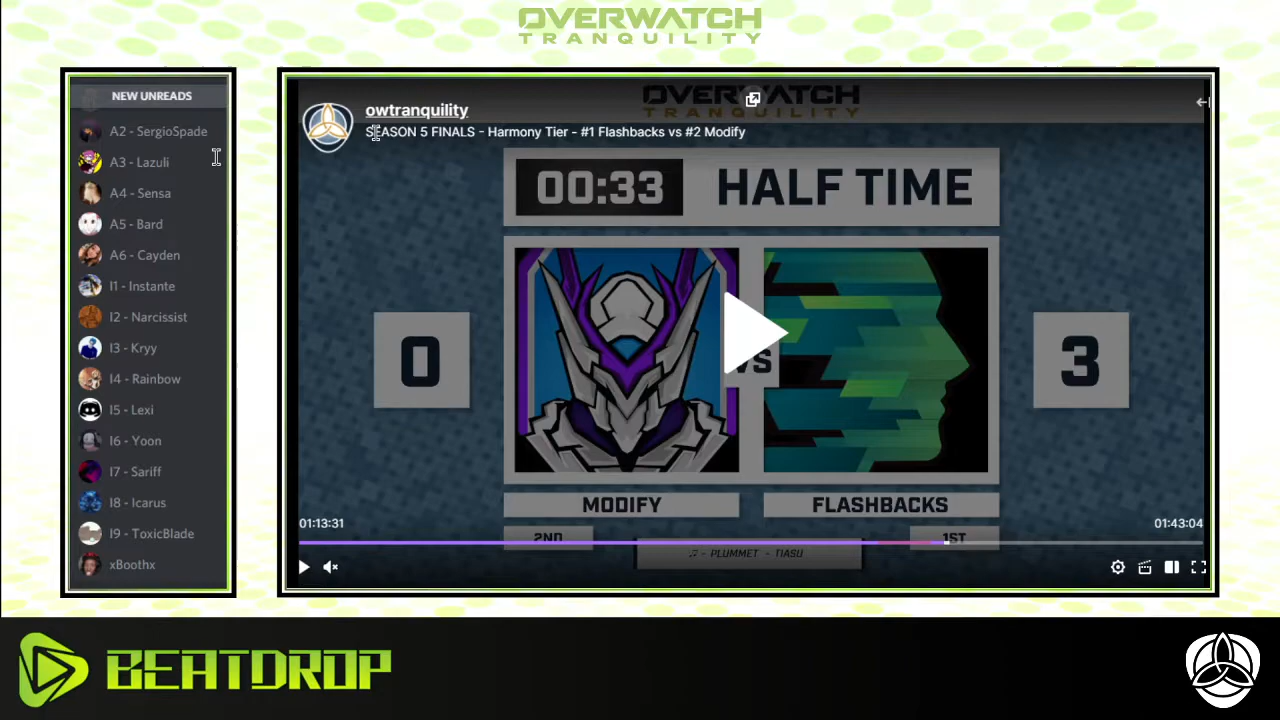 OVERWATCH
TRANQUILITY
NEW UNREADS
A2 - SergioSpade
A3 - Lazuli
A4 - Sensa
A5 - Bard
A6 - Cayden
I1 - Instante
I2 - Narcissist
I3 - Kryy
I4 - Rainbow
I5 - Lexi
I6 - Yoon
I7 - Sariff
I8 - Icarus
I9 - ToxicBlade
xBoothx
OVERWATCH
TRANQUILITY
owtranquility
SEASON 5 FINALS - Harmony Tier - #1 Flashbacks vs #2 Modify
00:33 HALF TIME
0
VS
3
MODIFY FLASHBACKS
01:13:31 01:43:04
2ND 1ST
♫ - PLUMMET - TIASU
BEATDROP